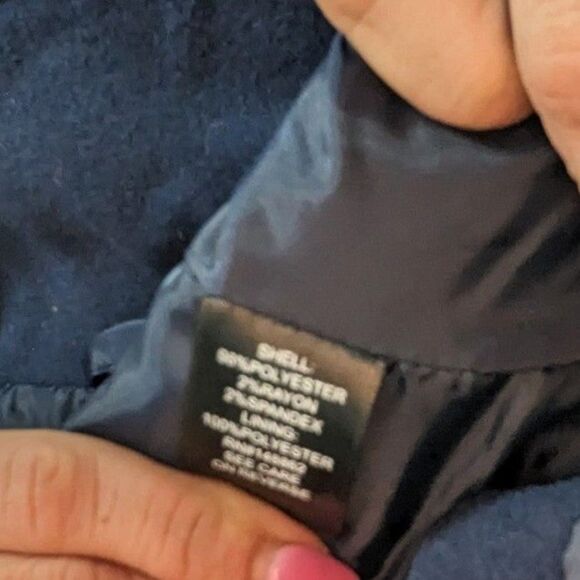 SHELL:
96%POLYESTER
2%RAYON
2%SPANDEX
LINING:
100%POLYESTER
SEE CARE
ON REVERSE